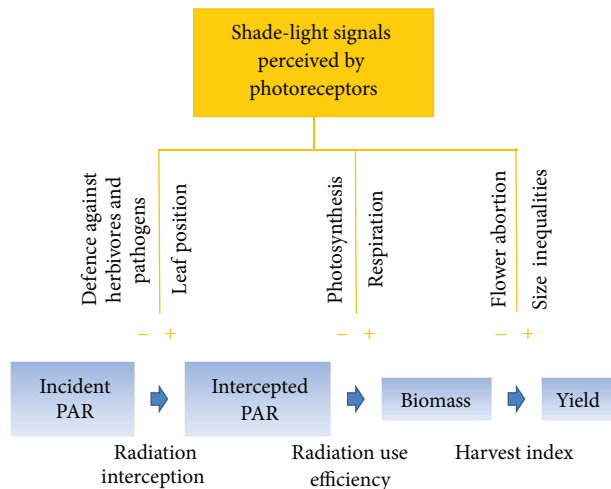 Shade-light signals
perceived by
photoreceptors
Defence against
herbivores and
pathogens
Leaf position
Photosynthesis
Respiration
Flower abortion
Size inequalities
− +
− +
− +
Incident
PAR
Intercepted
PAR
Biomass
Yield
Radiation
interception
Radiation use
efficiency
Harvest index